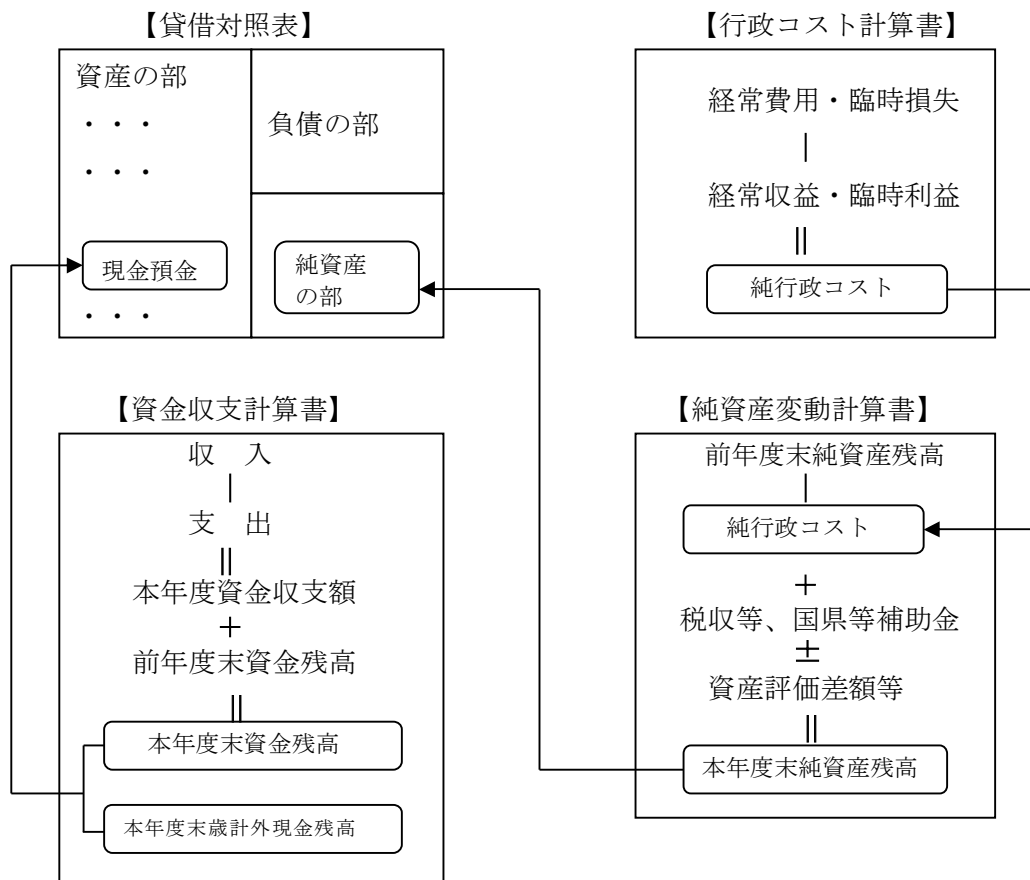 【貸借対照表】
資産の部
・・・
・・・
現金預金
・・・
負債の部
純資産
の部
【行政コスト計算書】
経常費用・臨時損失
|
経常収益・臨時利益
||
純行政コスト
【資金収支計算書】
収 入
|
支 出
||
本年度資金収支額
＋
前年度末資金残高
||
本年度末資金残高
本年度末歳計外現金残高
【純資産変動計算書】
前年度末純資産残高
|
純行政コスト
＋
税収等、国県等補助金
±
資産評価差額等
||
本年度末純資産残高